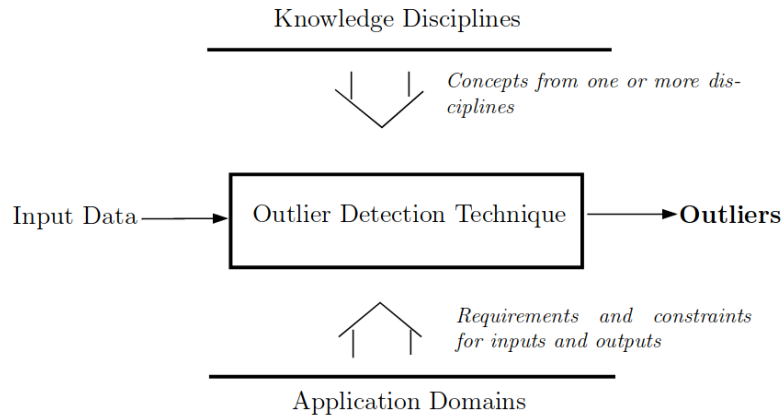 Knowledge Disciplines
Concepts from one or more dis-
ciplines
Input Data
Outlier Detection Technique
Outliers
Requirements and constraints
for inputs and outputs
Application Domains